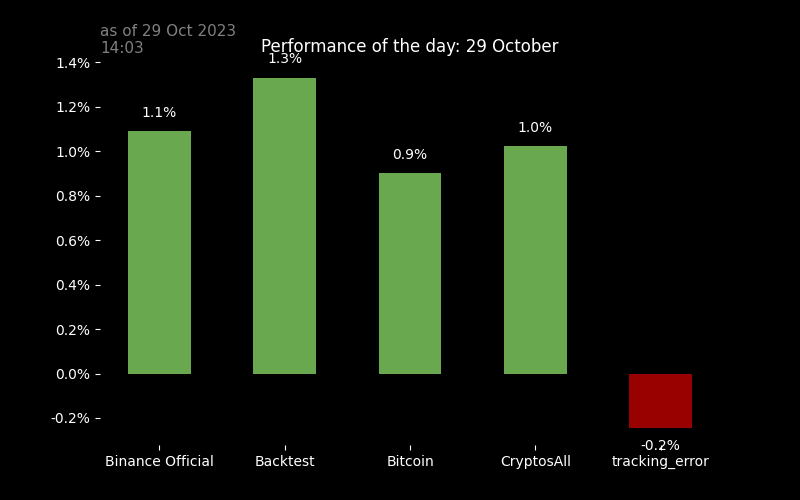 as of 29 Oct 2023
14:03
Performance of the day: 29 October
1.4%
1.2%
1.0%
0.8%
0.6%
0.4%
0.2%
0.0%
-0.2%
1.1%
1.3%
0.9%
1.0%
-0.2%
Binance Official
Backtest
Bitcoin
CryptosAll
tracking_error